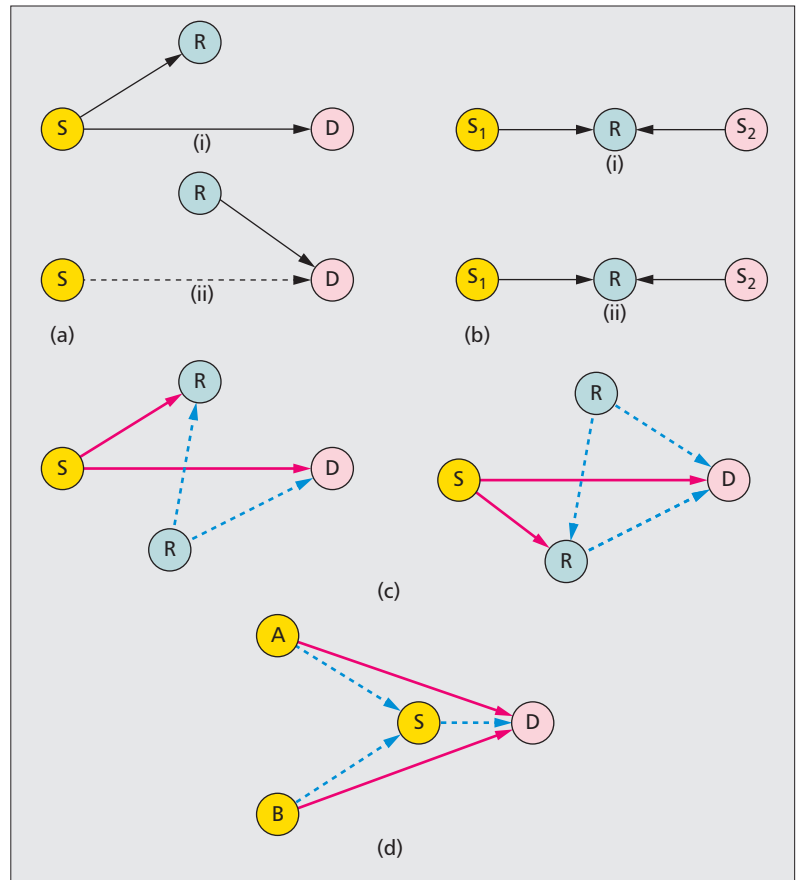 R
S D
(i)
R
S D
(ii)
(a)
S1 R S2
(i)
S1 R S2
(ii)
(b)
R
S D
R
R
S D
R
(c)
A
S D
B
(d)